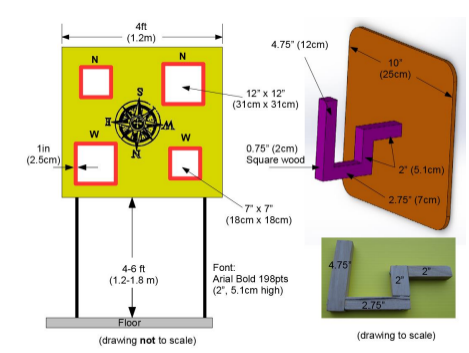 4ft
(1.2m)
N
N
S
E
W
N
W
W
1in
(2.5cm)
12" x 12"
(31cm x 31cm)
7" x 7"
(18cm x 18cm)
4-6 ft
(1.2-1.8 m)
Font:
Arial Bold 198pts
(2", 5.1cm high)
Floor
(drawing not to scale)
4.75" (12cm)
10"
(25cm)
0.75" (2cm)
Square wood
2" (5.1cm)
2.75" (7cm)
4.75"
2"
2"
2.75"
(drawing to scale)